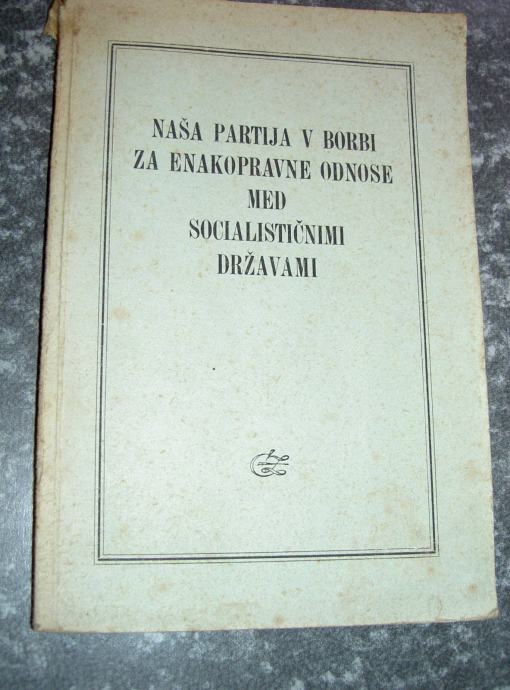 NAŠA PARTIJA V BORBI
ZA ENAKOPRAVNE ODNOSE
MED
SOCIALISTIČNIMI
DRŽAVAMI